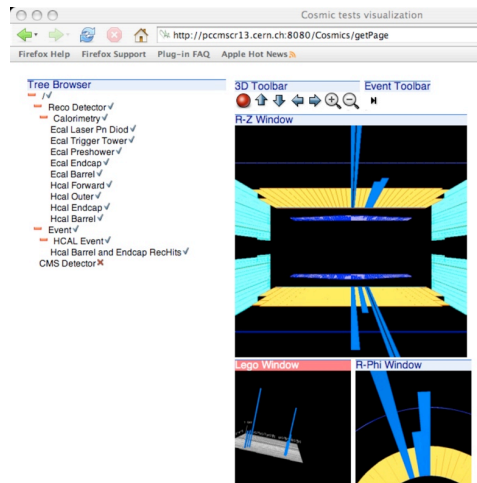 Cosmic tests visualization
http://pccmscr13.cern.ch:8080/Cosmics/getPage
Firefox Help Firefox Support Plug-in FAQ Apple Hot News
Tree Browser
/
Reco Detector
Calorimetry
Ecal Laser Pn Diod
Ecal Trigger Tower
Ecal Preshower
Ecal Endcap
Ecal Barrel
Hcal Forward
Hcal Outer
Hcal Endcap
Hcal Barrel
Event
HCAL Event
Hcal Barrel and Endcap RecHits
CMS Detector
3D Toolbar
Event Toolbar
R-Z Window
Lego Window
R-Phi Window